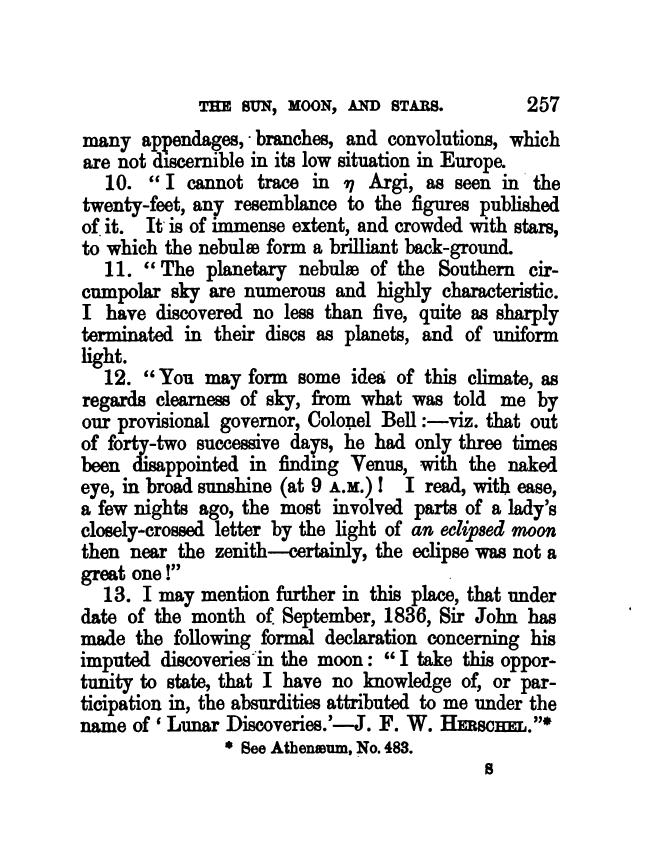 THE SUN, MOON, AND STARS. 257
many appendages, branches, and convolutions, which
are not discernible in its low situation in Europe.
10. “I cannot trace in η Argi, as seen in the
twenty-feet, any resemblance to the figures published
of it. It is of immense extent, and crowded with stars,
to which the nebulæ form a brilliant back-ground.
11. “The planetary nebulæ of the Southern cir-
cumpolar sky are numerous and highly characteristic.
I have discovered no less than five, quite as sharply
terminated in their discs as planets, and of uniform
light.
12. “You may form some idea of this climate, as
regards clearness of sky, from what was told me by
our provisional governor, Colonel Bell:—viz. that out
of forty-two successive days, he had only three times
been disappointed in finding Venus, with the naked
eye, in broad sunshine (at 9 A.M.)! I read, with ease,
a few nights ago, the most involved parts of a lady’s
closely-crossed letter by the light of an eclipsed moon
then near the zenith—certainly, the eclipse was not a
great one!”
13. I may mention further in this place, that under
date of the month of September, 1836, Sir John has
made the following formal declaration concerning his
imputed discoveries in the moon: “I take this oppor-
tunity to state, that I have no knowledge of, or par-
ticipation in, the absurdities attributed to me under the
name of ‘Lunar Discoveries.’—J. F. W. HERSCHEL.”*
* See Athenæum, No. 483.
S